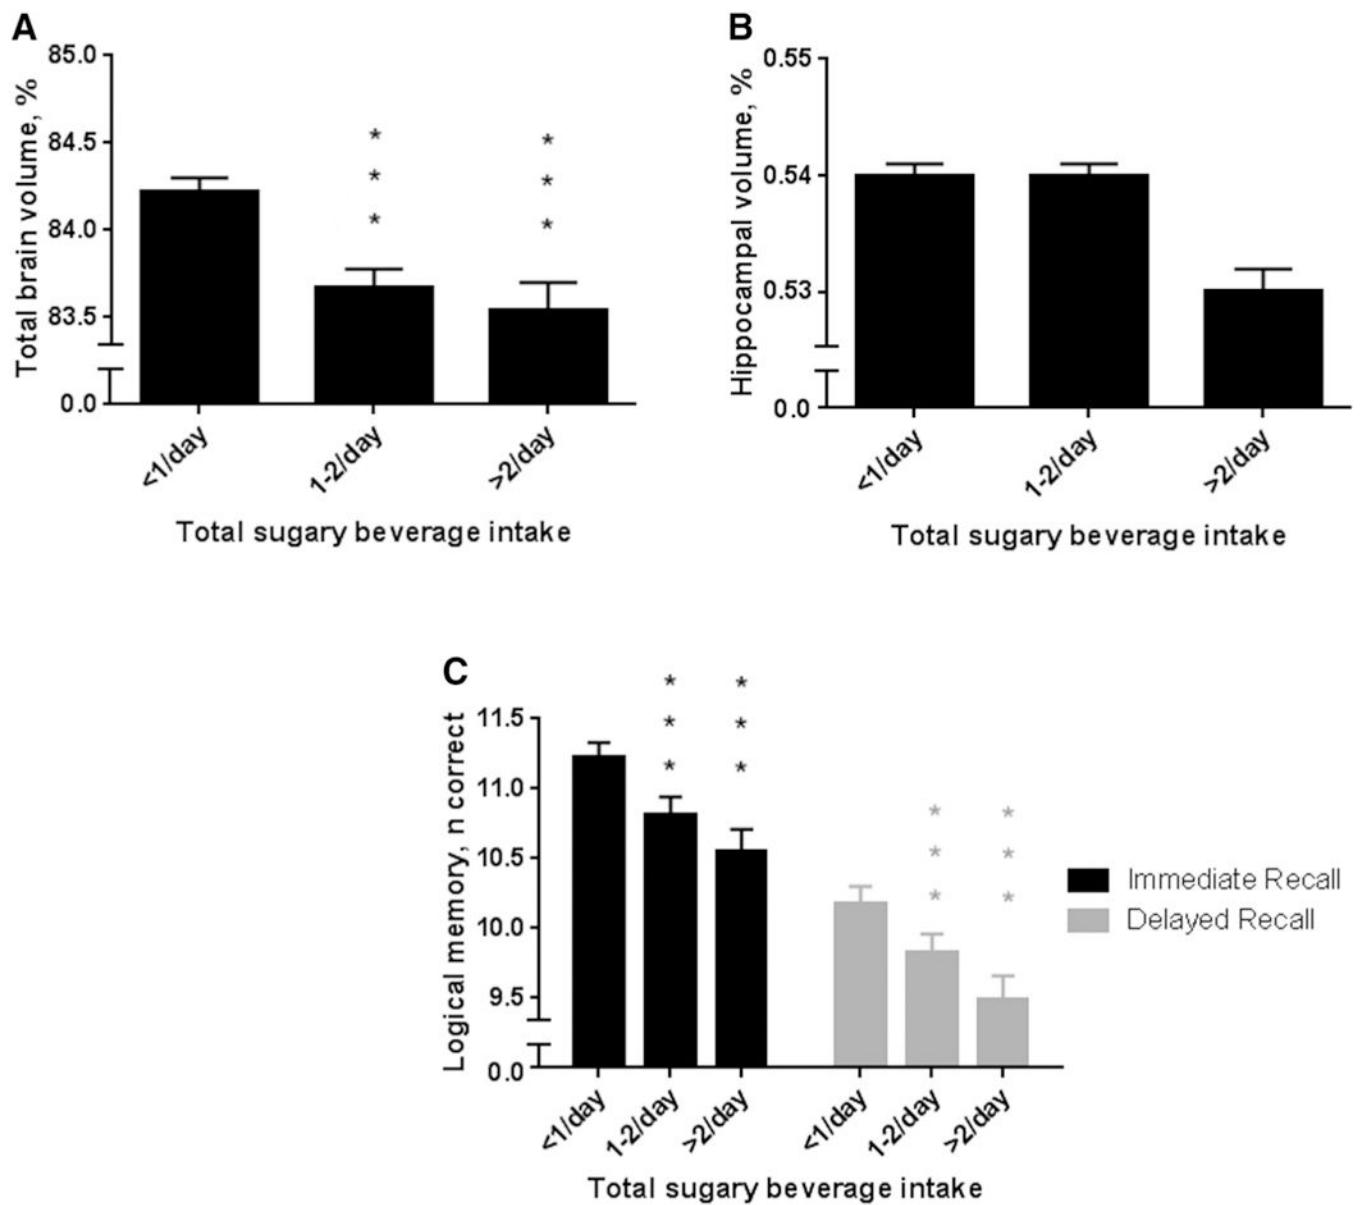 A
Total brain volume, %
85.0
84.5
* *
* *
84.0
* *
83.5
0.0
<1/day 1-2/day >2/day
Total sugary beverage intake
B
Hippocampal volume, %
0.55
0.54
0.53
0.0
<1/day 1-2/day >2/day
Total sugary beverage intake
C
Logical memory, n correct
* *
11.5
* *
* *
11.0
* *
10.5
* *
* *
10.0
9.5
0.0
<1/day 1-2/day >2/day <1/day 1-2/day >2/day
Total sugary beverage intake
Immediate Recall
Delayed Recall